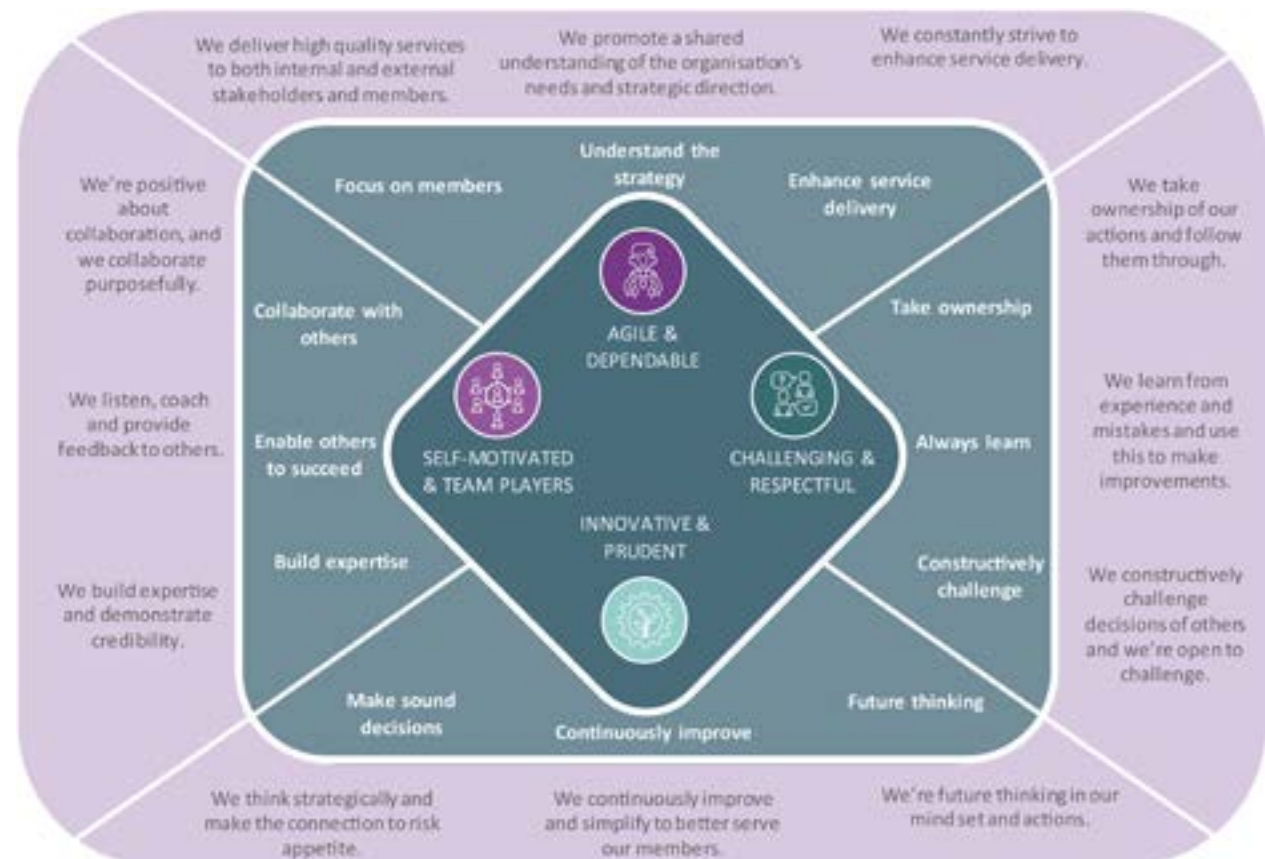 We deliver high quality services
to both internal and external
stakeholders and members.
We promote a shared
understanding of the organisation's
needs and strategic direction.
We constantly strive to
enhance service delivery.
Focus on members
Understand the
strategy
Enhance service
delivery
We're positive
about
collaboration, and
we collaborate
purposefully.
Collaborate with
others
We listen, coach
and provide
feedback to others.
Enable others
to succeed
We build expertise
and demonstrate
credibility.
Build expertise
AGILE &
DEPENDABLE
SELF-MOTIVATED
& TEAM PLAYERS
CHALLENGING &
RESPECTFUL
INNOVATIVE &
PRUDENT
Take ownership
We take
ownership of our
actions and follow
them through.
Always learn
We learn from
experience and
mistakes and use
this to make
improvements.
Constructively
challenge
We constructively
challenge
decisions of others
and we're open to
challenge.
Make sound
decisions
Continuously improve
Future thinking
We think strategically and
make the connection to risk
appetite.
We continuously improve
and simplify to better serve
our members.
We're future thinking in our
mind set and actions.